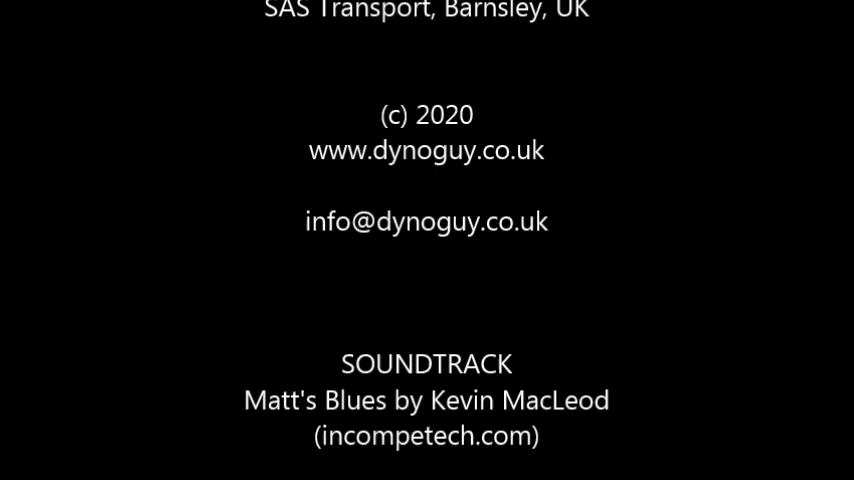 SAS Transport, Barnsley, UK
(c) 2020
www.dynoguy.co.uk
info@dynoguy.co.uk
SOUNDTRACK
Matt's Blues by Kevin MacLeod
(incompetech.com)